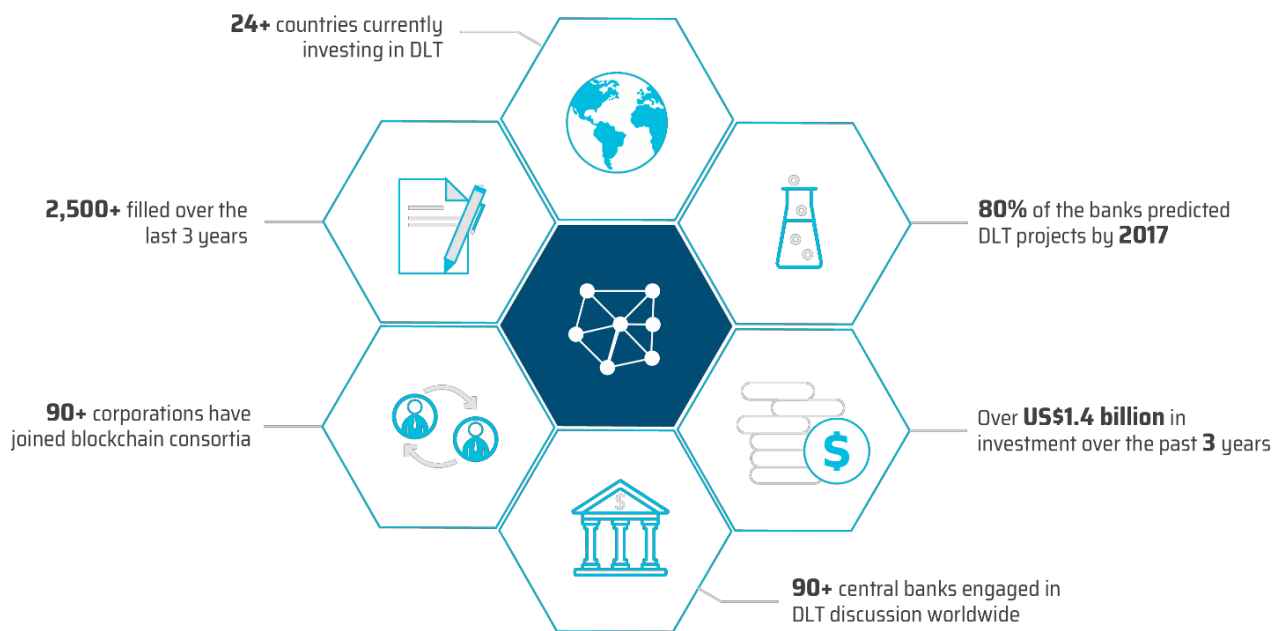 24+ countries currently
investing in DLT
2,500+ filled over the
last 3 years
80% of the banks predicted
DLT projects by 2017
90+ corporations have
joined blockchain consortia
$
Over US$1.4 billion in
investment over the past 3 years
$
90+ central banks engaged in
DLT discussion worldwide